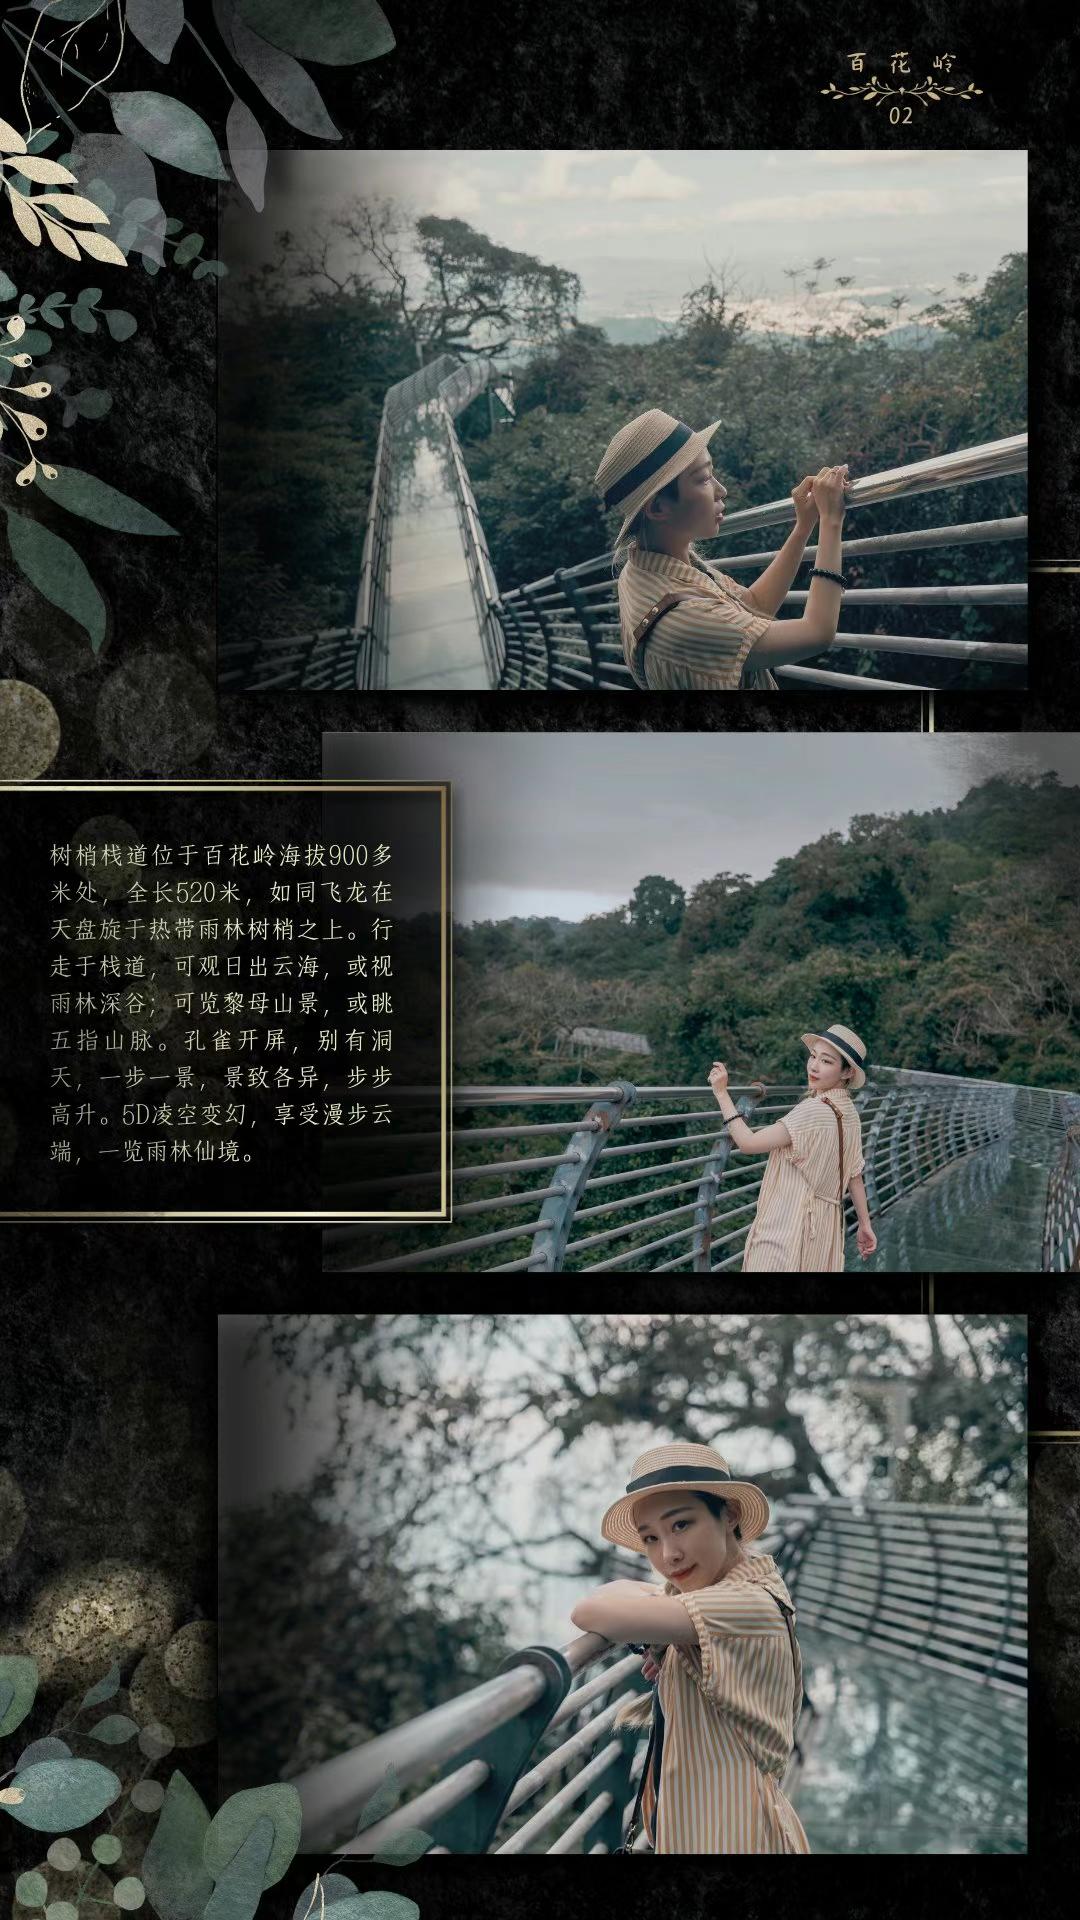 百花岭
02
树梢栈道位于百花岭海拔900多
米处，全长520米，如同飞龙在
天盘旋于热带雨林树梢之上。行
走于栈道，可观日出云海，或视
雨林深谷；可览黎母山景，或眺
五指山脉。孔雀开屏，别有洞
天，一步一景，景致各异，步步
高升。5D凌空变幻，享受漫步云
端，一览雨林仙境。